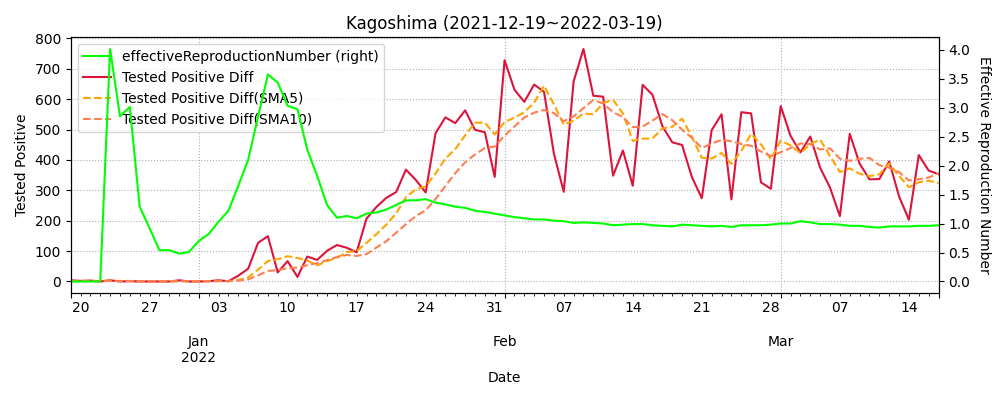 Kagoshima (2021-12-19~2022-03-19)
effectiveReproductionNumber (right)
Tested Positive Diff
Tested Positive Diff(SMA5)
Tested Positive Diff(SMA10)
Tested Positive
800
700
600
500
400
300
200
100
0
4.0
3.5
3.0
2.5
2.0
1.5
1.0
0.5
0.0
Effective Reproduction Number
20 27 03 10 17 24 31 07 14 21 28 07 14
Jan Feb Mar
2022
Date